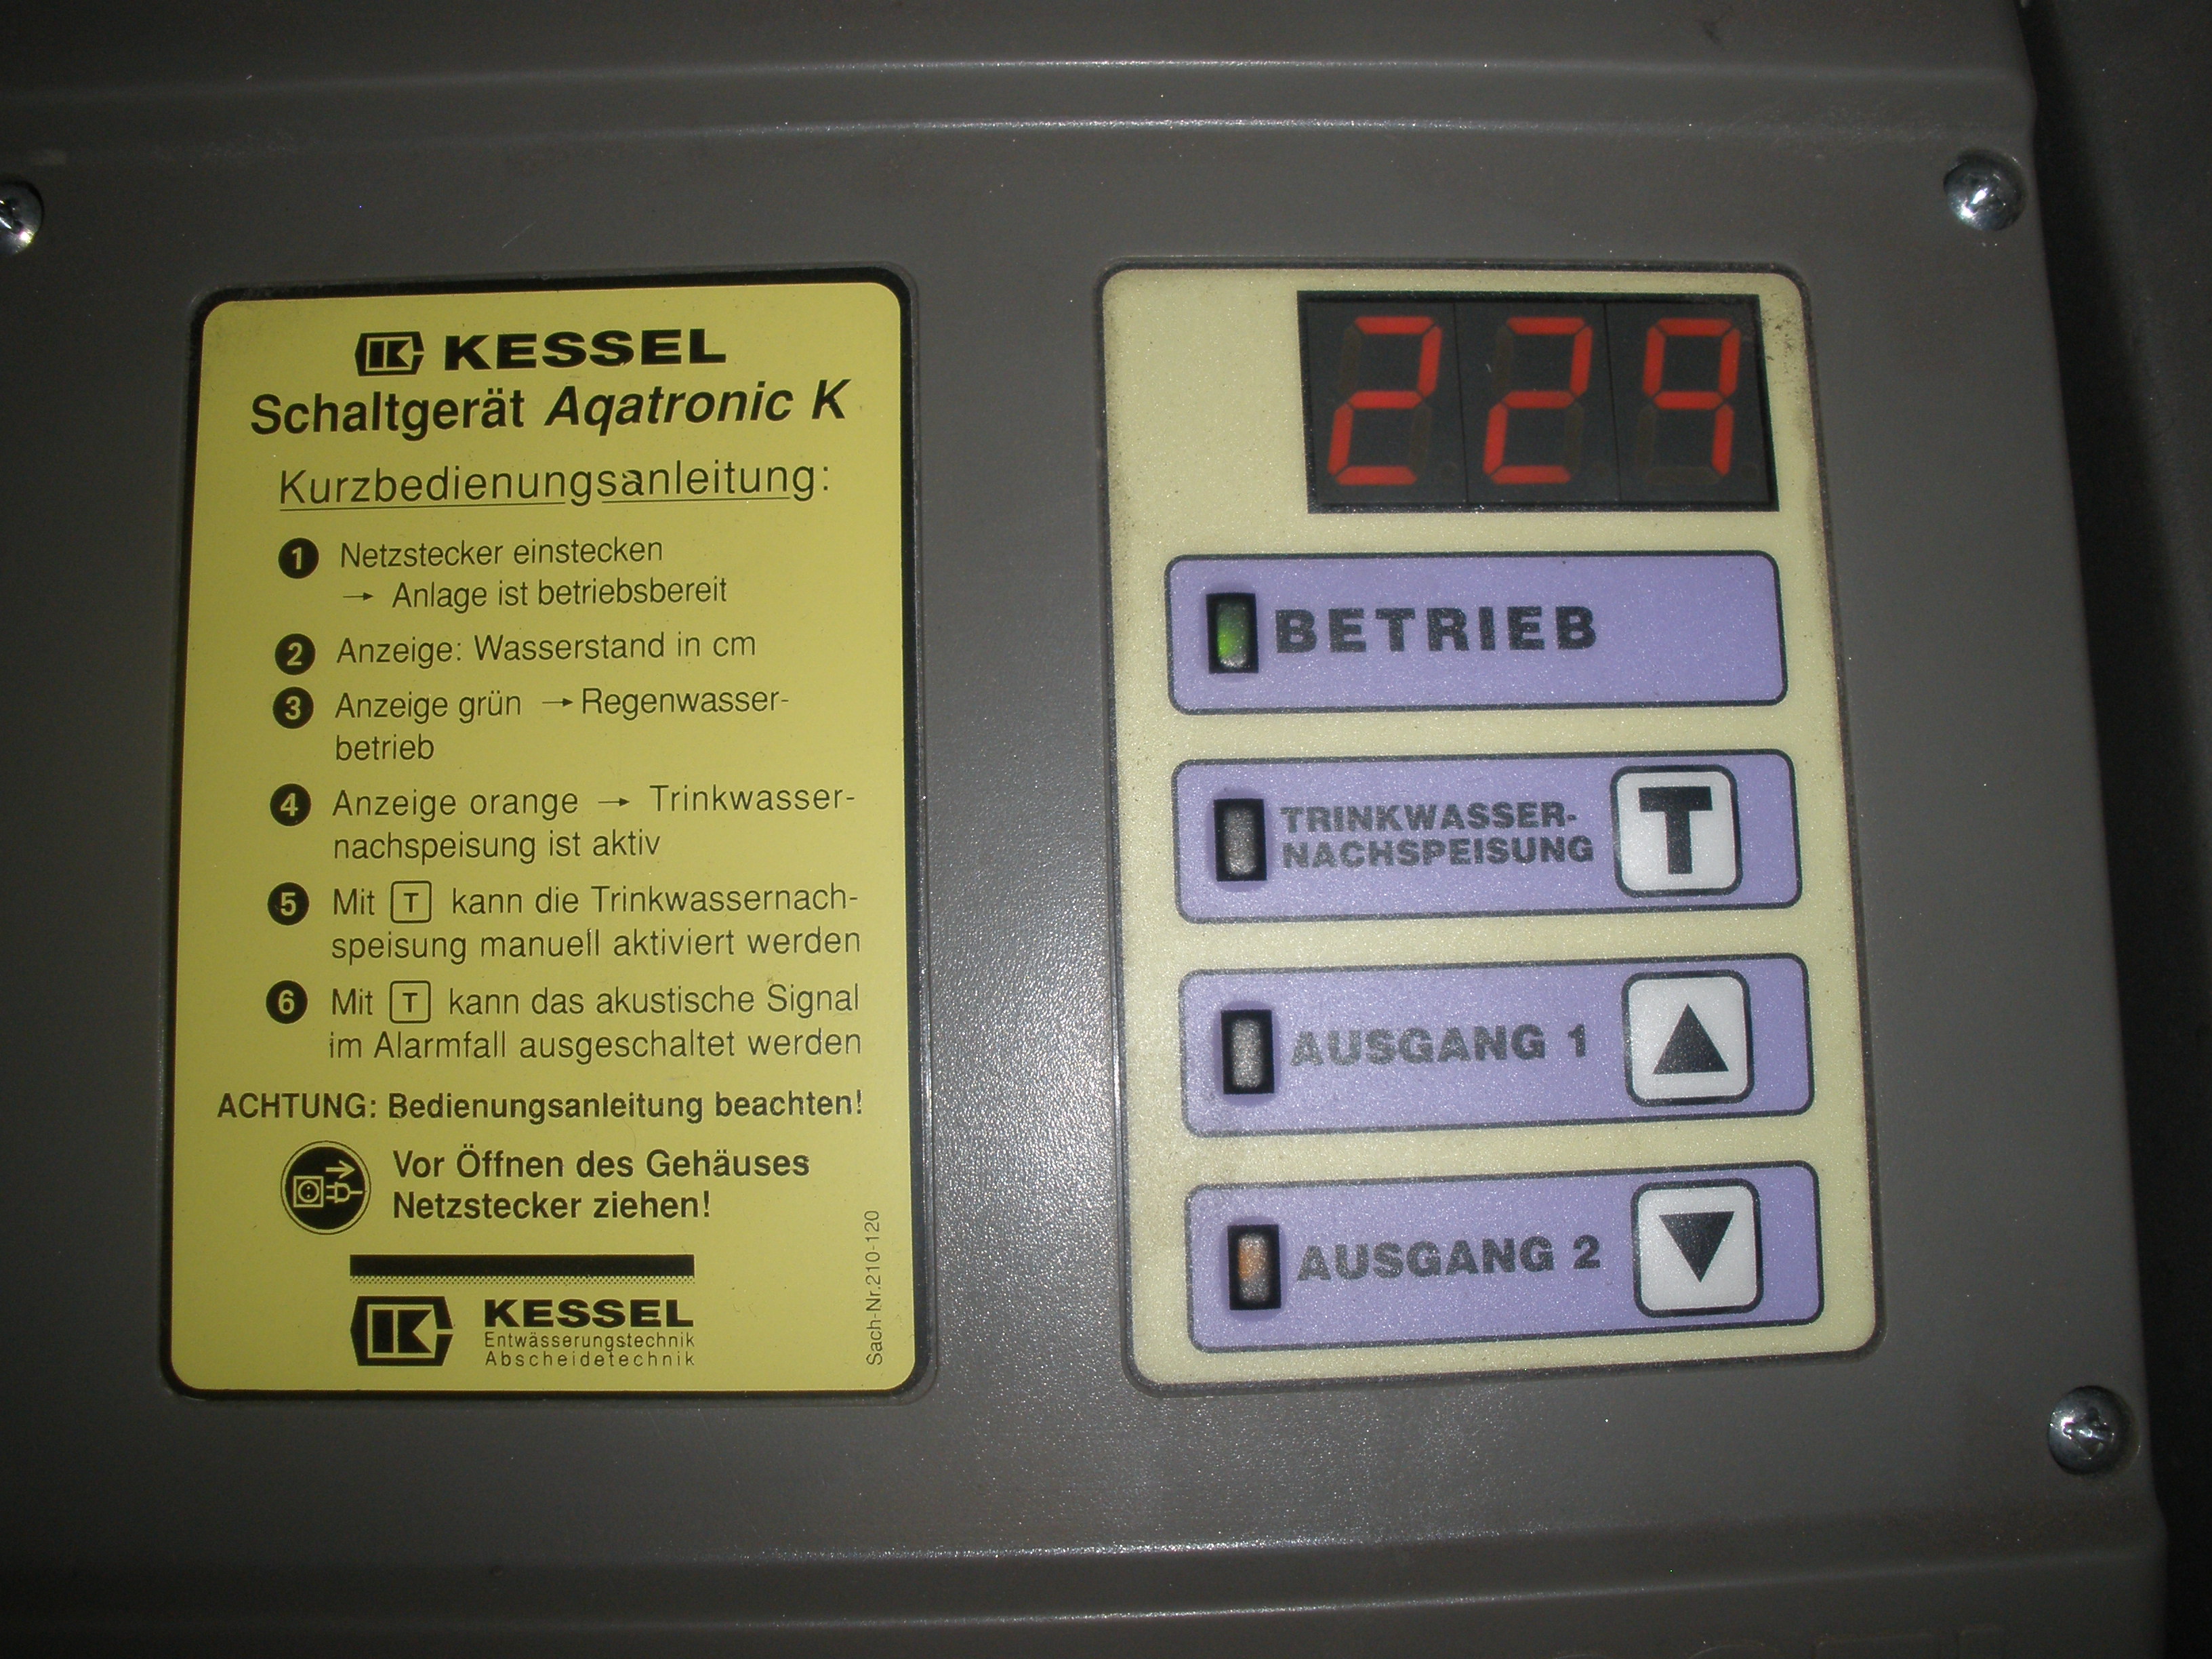 KESSEL
Schaltgerät Aqatronic K
Kurzbedienungsanleitung:
1 Netzstecker einstecken
→ Anlage ist betriebsbereit
2 Anzeige: Wasserstand in cm
3 Anzeige grün → Regenwasser-
betrieb
4 Anzeige orange → Trinkwasser-
nachspeisung ist aktiv
5 Mit T kann die Trinkwassernach-
speisung manuell aktiviert werden
6 Mit T kann das akustische Signal
im Alarmfall ausgeschaltet werden
ACHTUNG: Bedienungsanleitung beachten!
Vor Öffnen des Gehäuses
Netzstecker ziehen!
KESSEL
Entwässerungstechnik
Abscheidetechnik
Sach-Nr.210-120
229
BETRIEB
TRINKWASSER-
NACHSPEISUNG
T
AUSGANG 1
AUSGANG 2